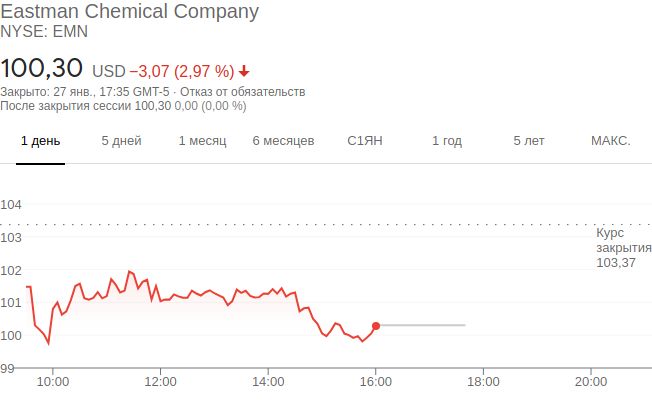 Eastman Chemical Company
NYSE: EMN
100,30 USD −3,07 (2,97 %)
Закрыто: 27 янв., 17:35 GMT-5 · Отказ от обязательств
После закрытия сессии 100,30 0,00 (0,00 %)
1 день 5 дней 1 месяц 6 месяцев С1ЯН 1 год 5 лет МАКС.
104
103
102
101
100
99
Курс
закрытия
103,37
10:00 12:00 14:00 16:00 18:00 20:00